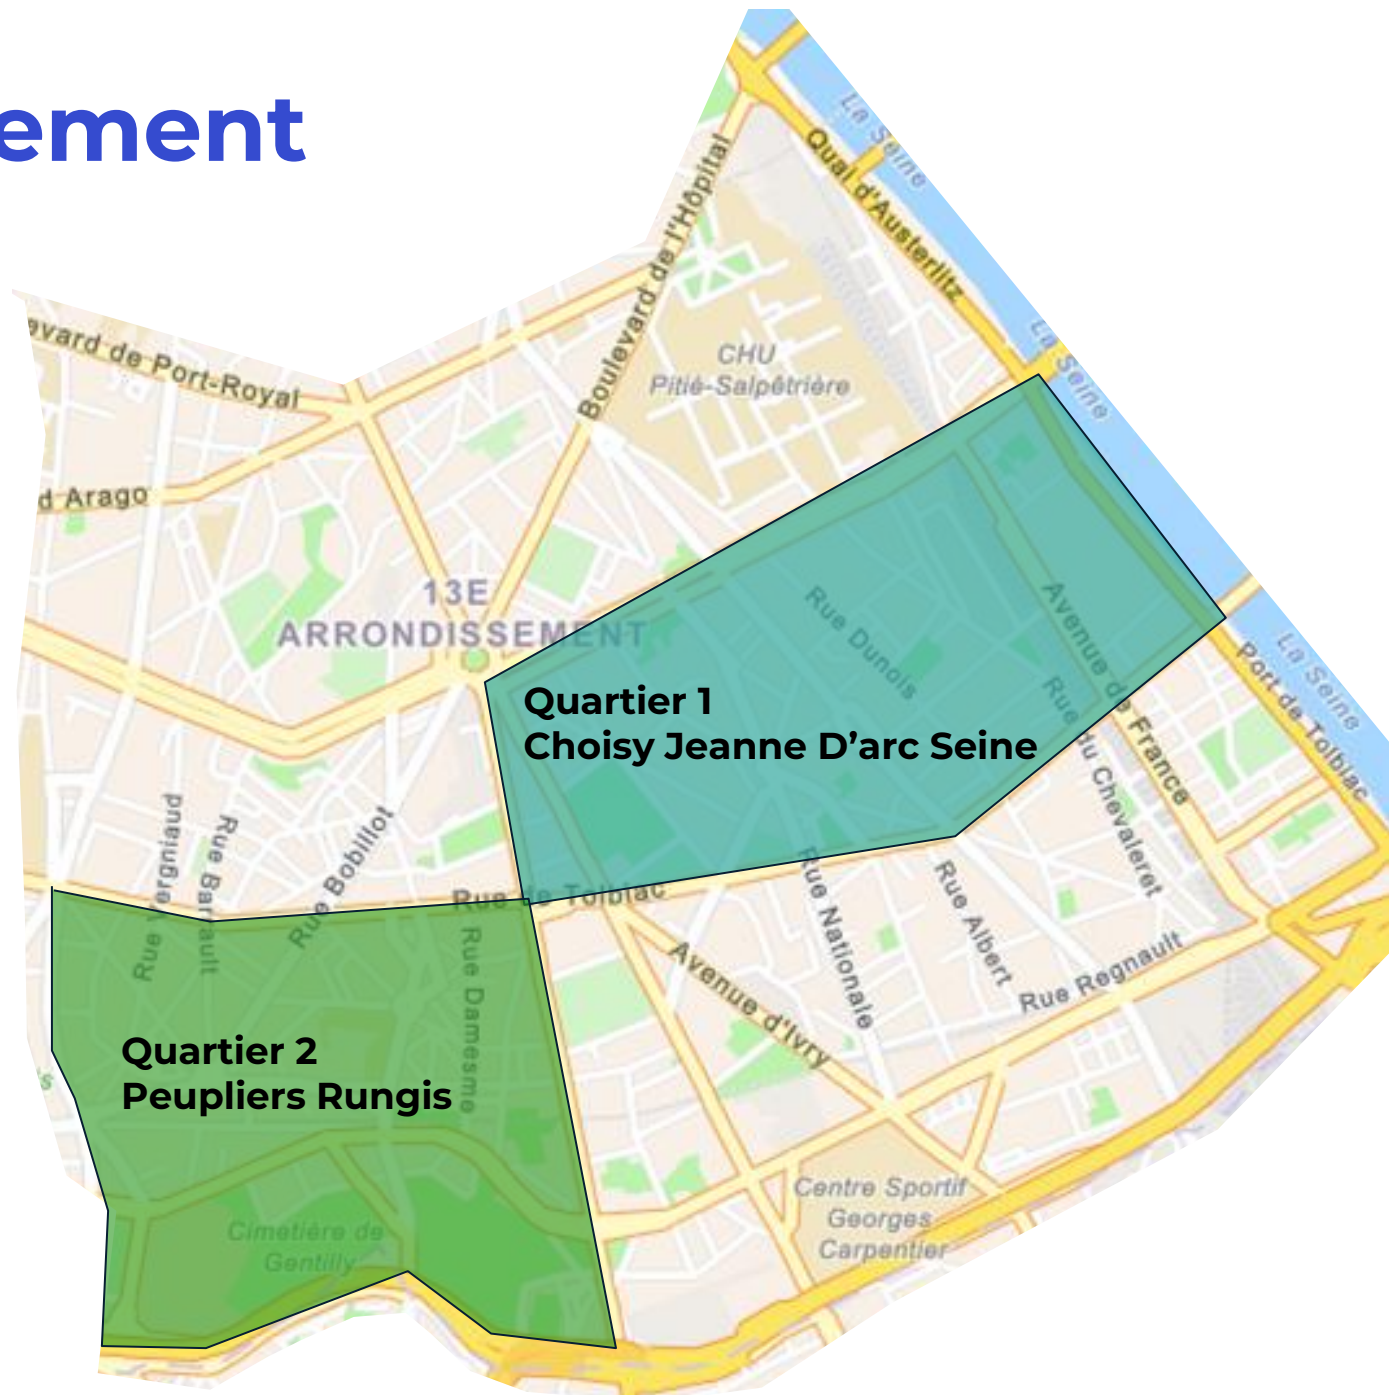 ement
La Seine
Quai d'Austerlitz
Boulevard de l'Hôpital
La Seine
evard de Port-Royal
CHU
Pitié-Salpêtrière
d Arago
13E
ARRONDISSEMENT
Rue Dunois
Avenue de France
La Seine
Port de Tolbiac
Quartier 1
Choisy Jeanne D’arc Seine
Rue du Chevaleret
Rue Vergniaud
Rue Barrault
Rue Bobillot
Rue de Tolbiac
Rue Nationale
Rue Albert
Rue Damesme
Avenue d'Ivry
Rue Regnault
Quartier 2
Peupliers Rungis
s
Centre Sportif
Georges
Carpentier
Cimetière de
Gentilly